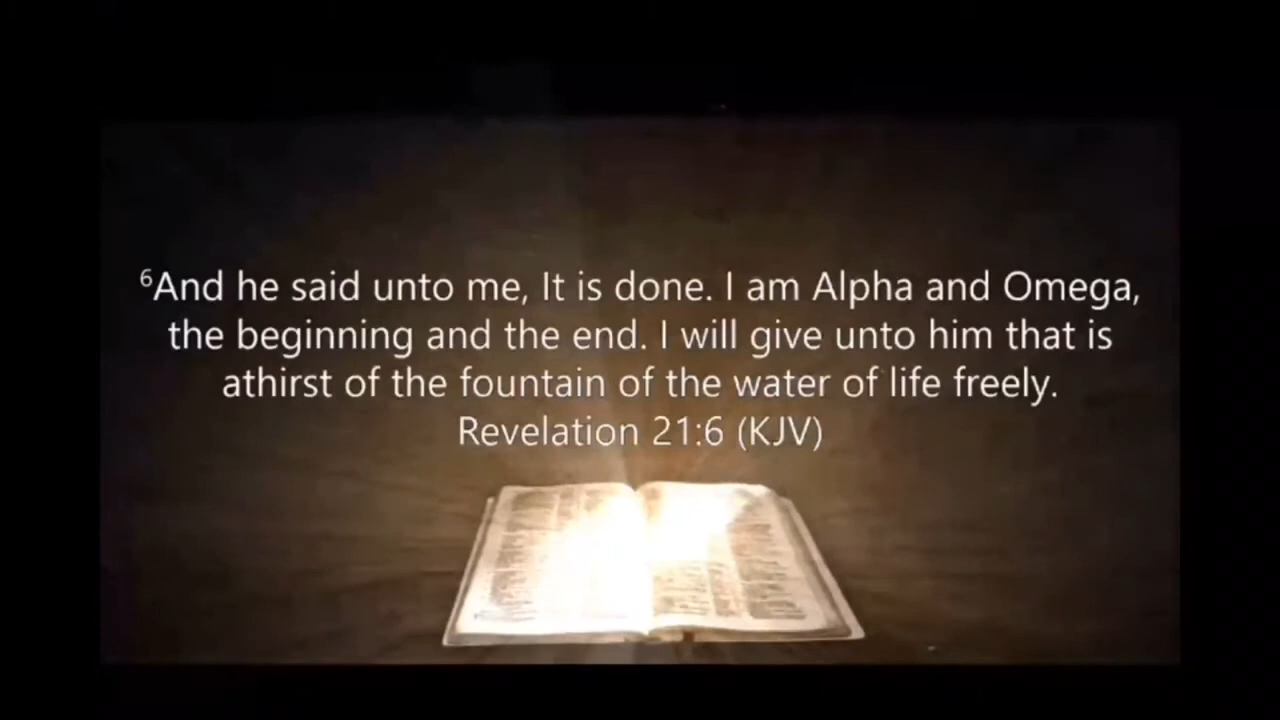 ⁶And he said unto me, It is done. I am Alpha and Omega,
the beginning and the end. I will give unto him that is
athirst of the fountain of the water of life freely.
Revelation 21:6 (KJV)